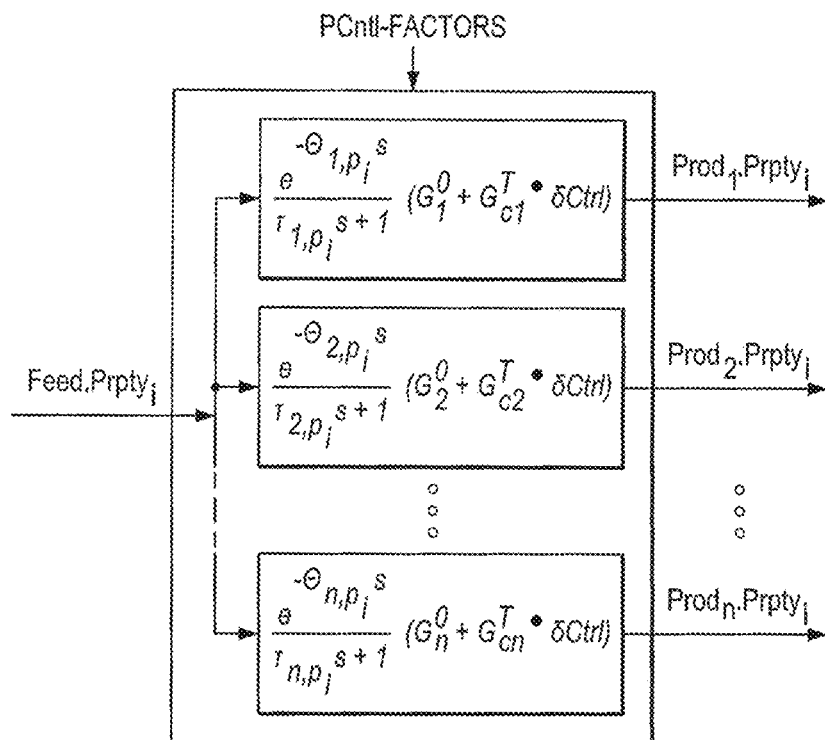 PCntl-FACTORS
e^{-Θ_{1,p_i}s} / τ_{1,p_i}s + 1 (G_1^0 + G_{c1}^T • δCtrl)
Prod_1.Prpty_i
Feed.Prpty_i
e^{-Θ_{2,p_i}s} / τ_{2,p_i}s + 1 (G_2^0 + G_{c2}^T • δCtrl)
Prod_2.Prpty_i
e^{-Θ_{n,p_i}s} / τ_{n,p_i}s + 1 (G_n^0 + G_{cn}^T • δCtrl)
Prod_n.Prpty_i